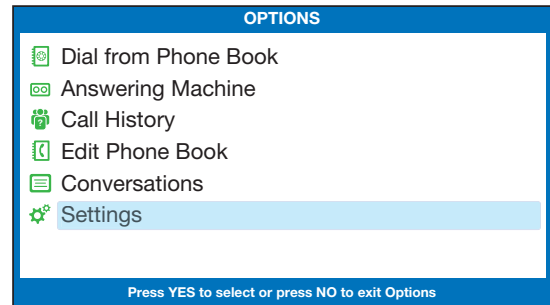 OPTIONS
Dial from Phone Book
Answering Machine
Call History
Edit Phone Book
Conversations
Settings
Press YES to select or press NO to exit Options